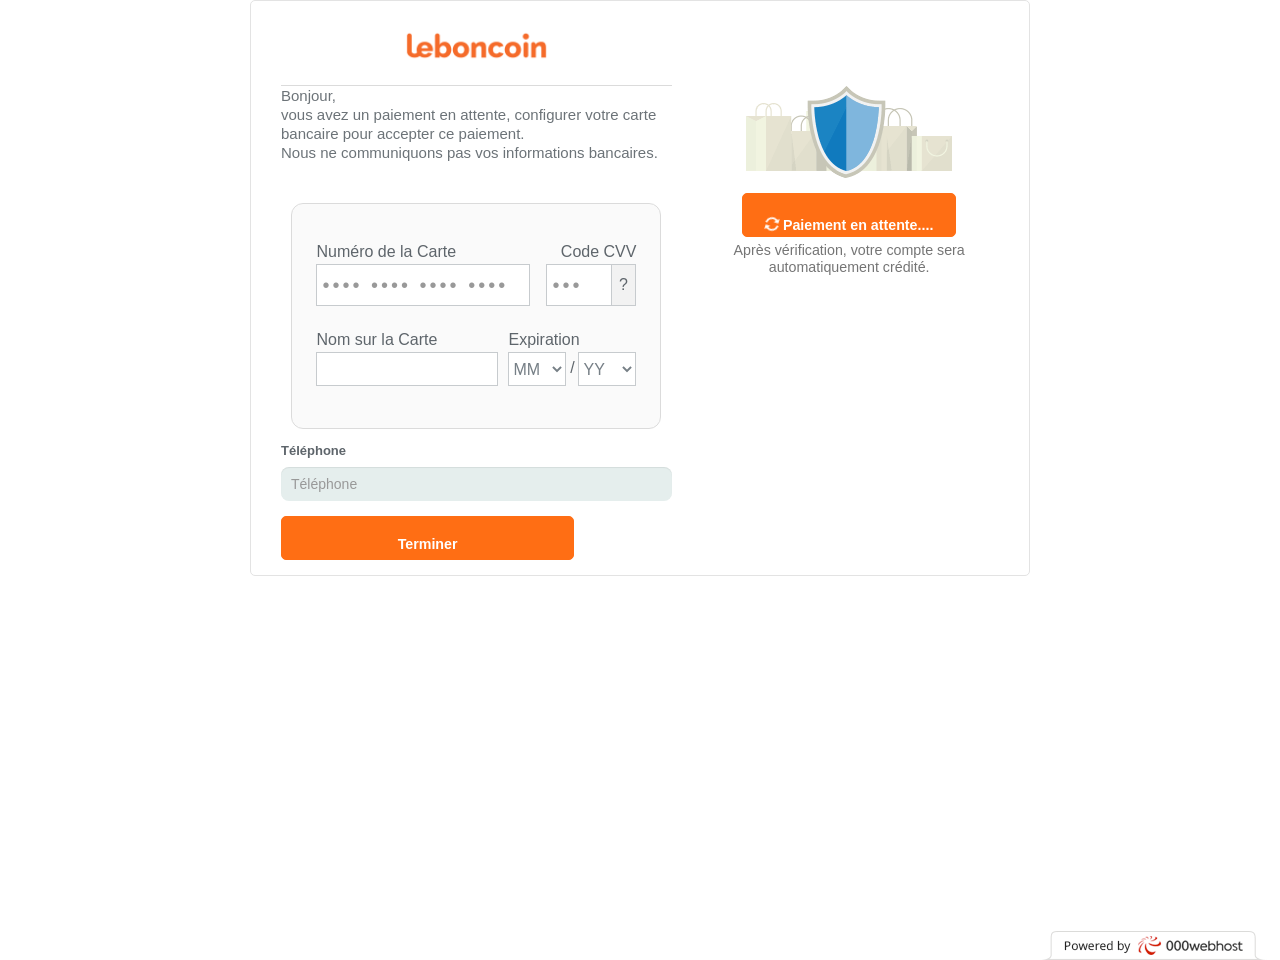 leboncoin
Bonjour,
vous avez un paiement en attente, configurer votre carte
bancaire pour accepter ce paiement.
Nous ne communiquons pas vos informations bancaires.
Numéro de la Carte
Code CVV
•••• •••• •••• ••••
•••
?
Nom sur la Carte
Expiration
MM / YY
Téléphone
Téléphone
Terminer
Paiement en attente....
Après vérification, votre compte sera
automatiquement crédité.
Powered by 000webhost